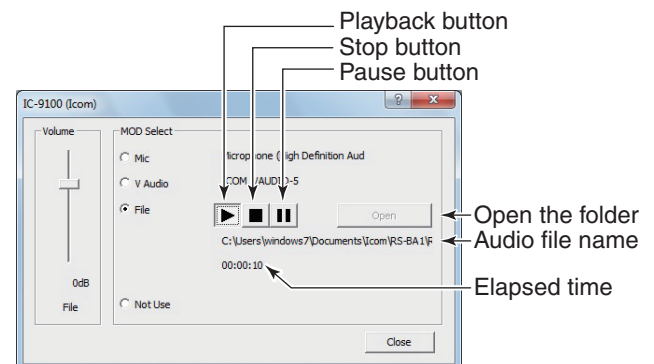 Playback button
Stop button
Pause button
IC-9100 (Icom)
Volume
MOD Select
Mic
Microphone (High Definition Aud
V Audio
ICOM VAUDIO-5
File
Open
Open the folder
C:\Users\windows7\Documents\Icom\RS-BA1\R
Audio file name
00:00:10
Elapsed time
0dB
File
Not Use
Close